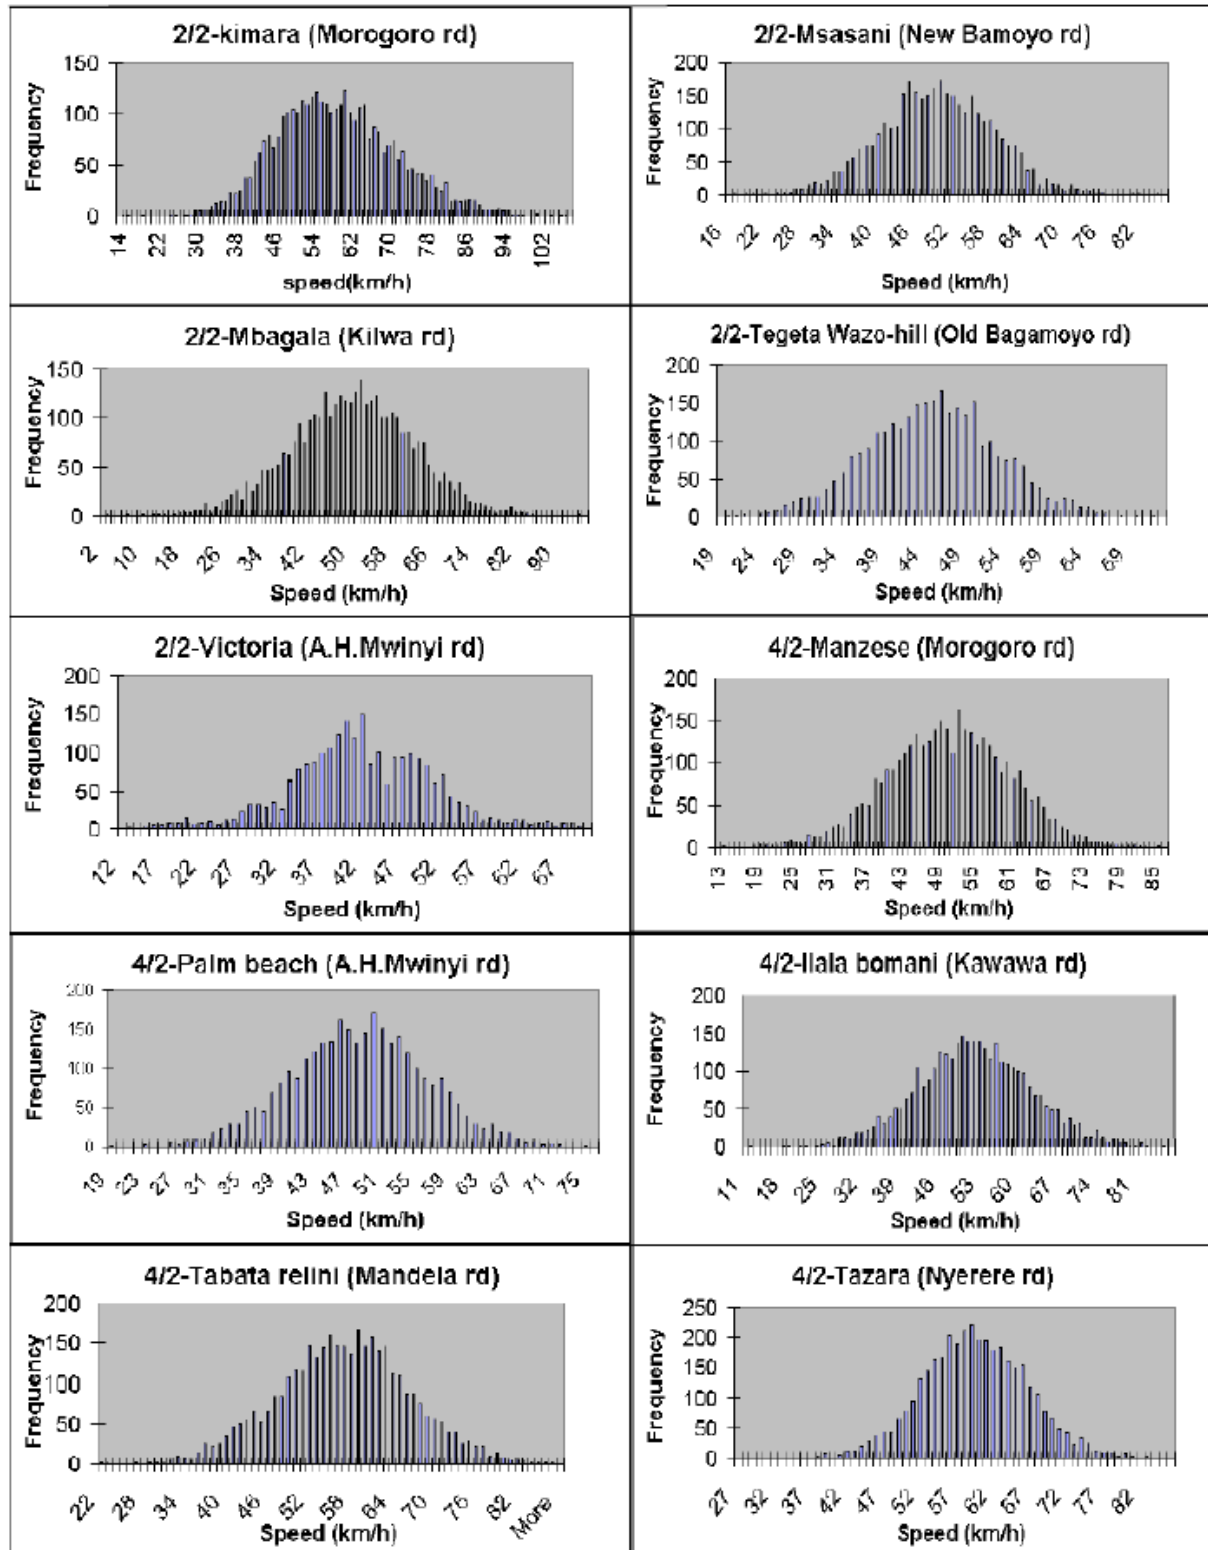 2/2-kimara (Morogoro rd)
Frequency
150
100
50
0
14 22 30 38 46 54 62 70 78 86 94 102
speed(km/h)
2/2-Msasani (New Bamoyo rd)
Frequency
200
150
100
50
0
16 22 28 34 40 46 52 58 64 70 76 82
Speed (km/h)
2/2-Mbagala (Kilwa rd)
Frequency
150
100
50
0
2 10 18 26 34 42 50 58 66 74 82 90
Speed (km/h)
2/2-Tegeta Wazo-hill (Old Bagamoyo rd)
Frequency
200
150
100
50
0
19 24 29 34 39 44 49 54 59 64 69
Speed (km/h)
2/2-Victoria (A.H.Mwinyi rd)
Frequency
200
150
100
50
0
12 17 22 27 32 37 42 47 52 57 62 67
Speed (km/h)
4/2-Manzese (Morogoro rd)
Frequency
200
150
100
50
0
13 19 25 31 37 43 49 55 61 67 73 79 85
Speed (km/h)
4/2-Palm beach (A.H.Mwinyi rd)
Frequency
200
150
100
50
0
19 23 27 31 35 39 43 47 51 55 59 63 67 71 75
Speed (km/h)
4/2-Ilala bomani (Kawawa rd)
Frequency
200
150
100
50
0
11 18 25 32 39 46 53 60 67 74 81
Speed (km/h)
4/2-Tabata relini (Mandela rd)
Frequency
200
150
100
50
0
22 28 34 40 46 52 58 64 70 76 82 More
Speed (km/h)
4/2-Tazara (Nyerere rd)
Frequency
250
200
150
100
50
0
27 32 37 42 47 52 57 62 67 72 77 82
Speed (km/h)